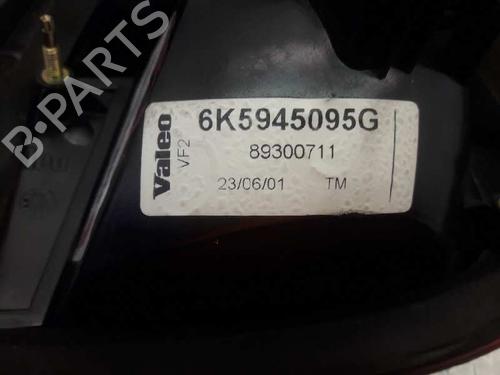 B-PARTS
Valeo
VF2
6K5945095G
89300711
23/06/01 TM